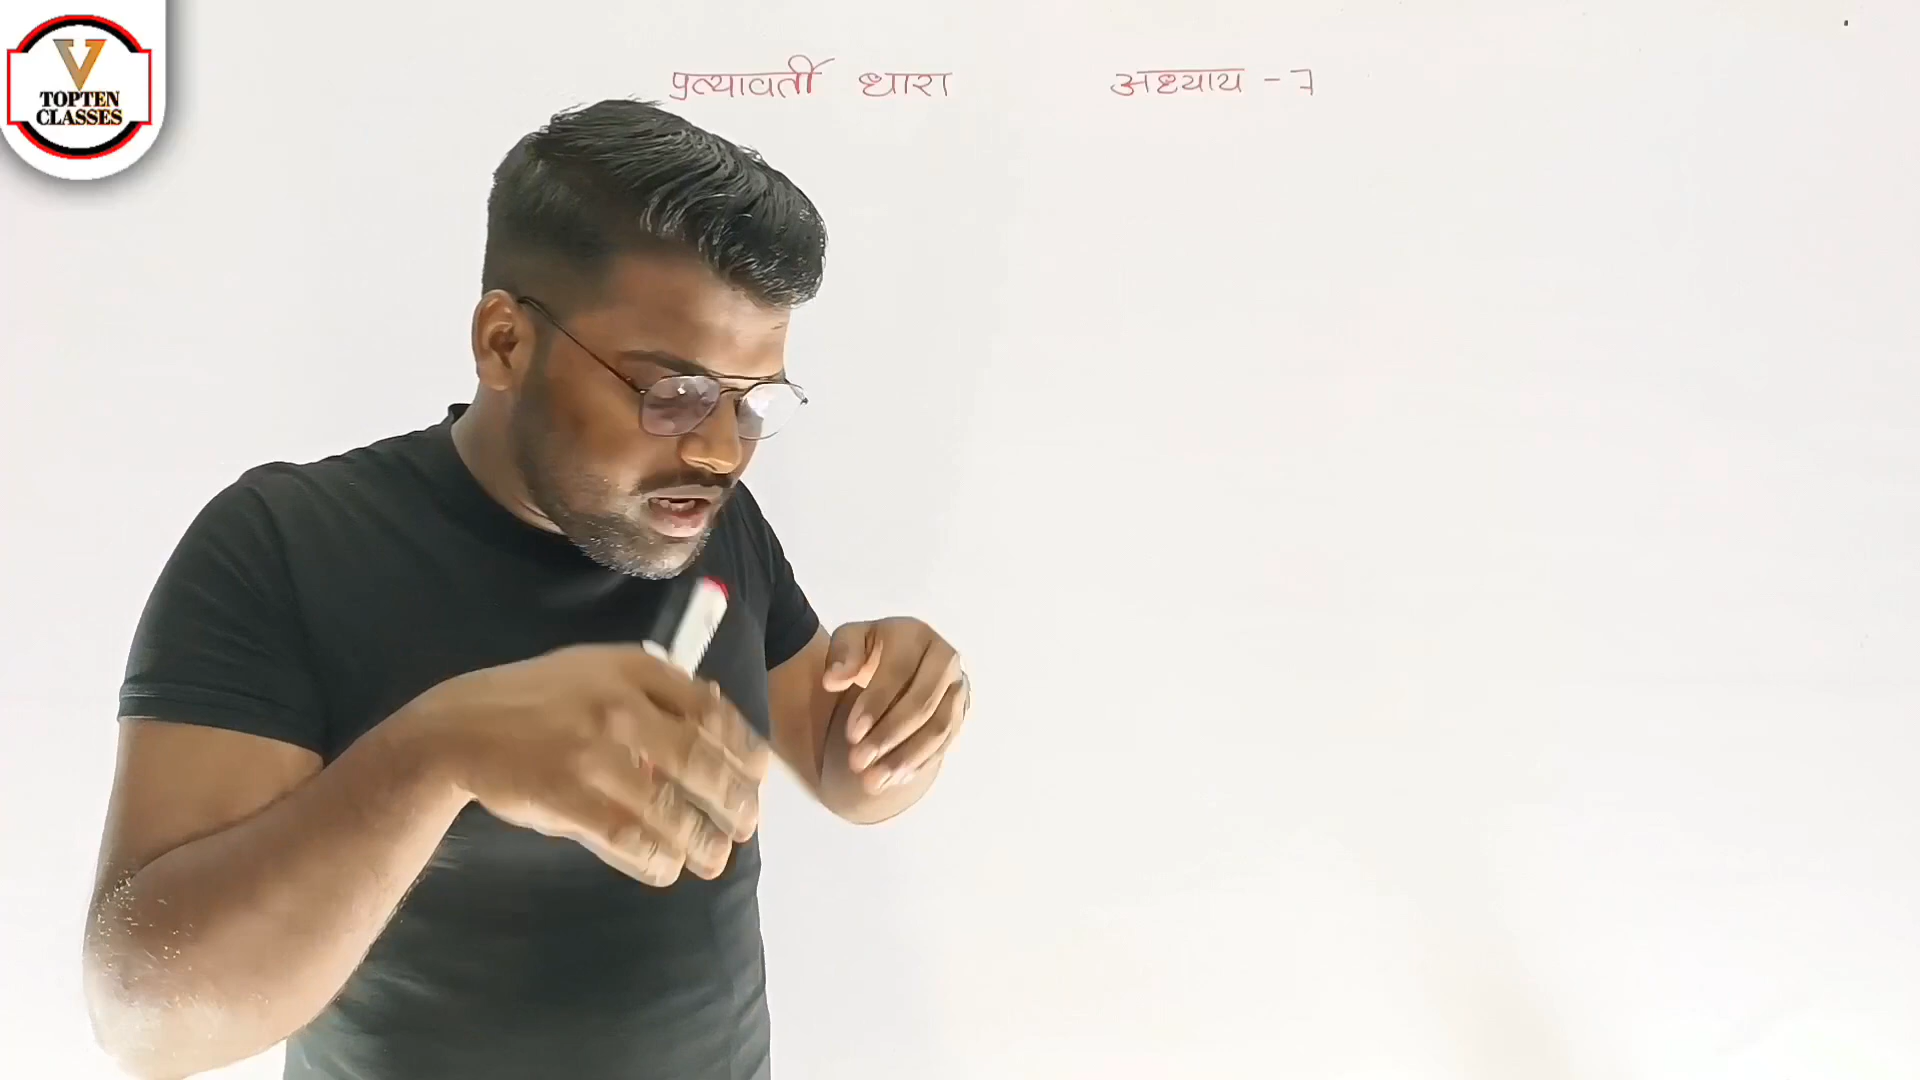 V
TOPTEN
CLASSES
प्रत्यावर्ती धारा अध्याय - 7